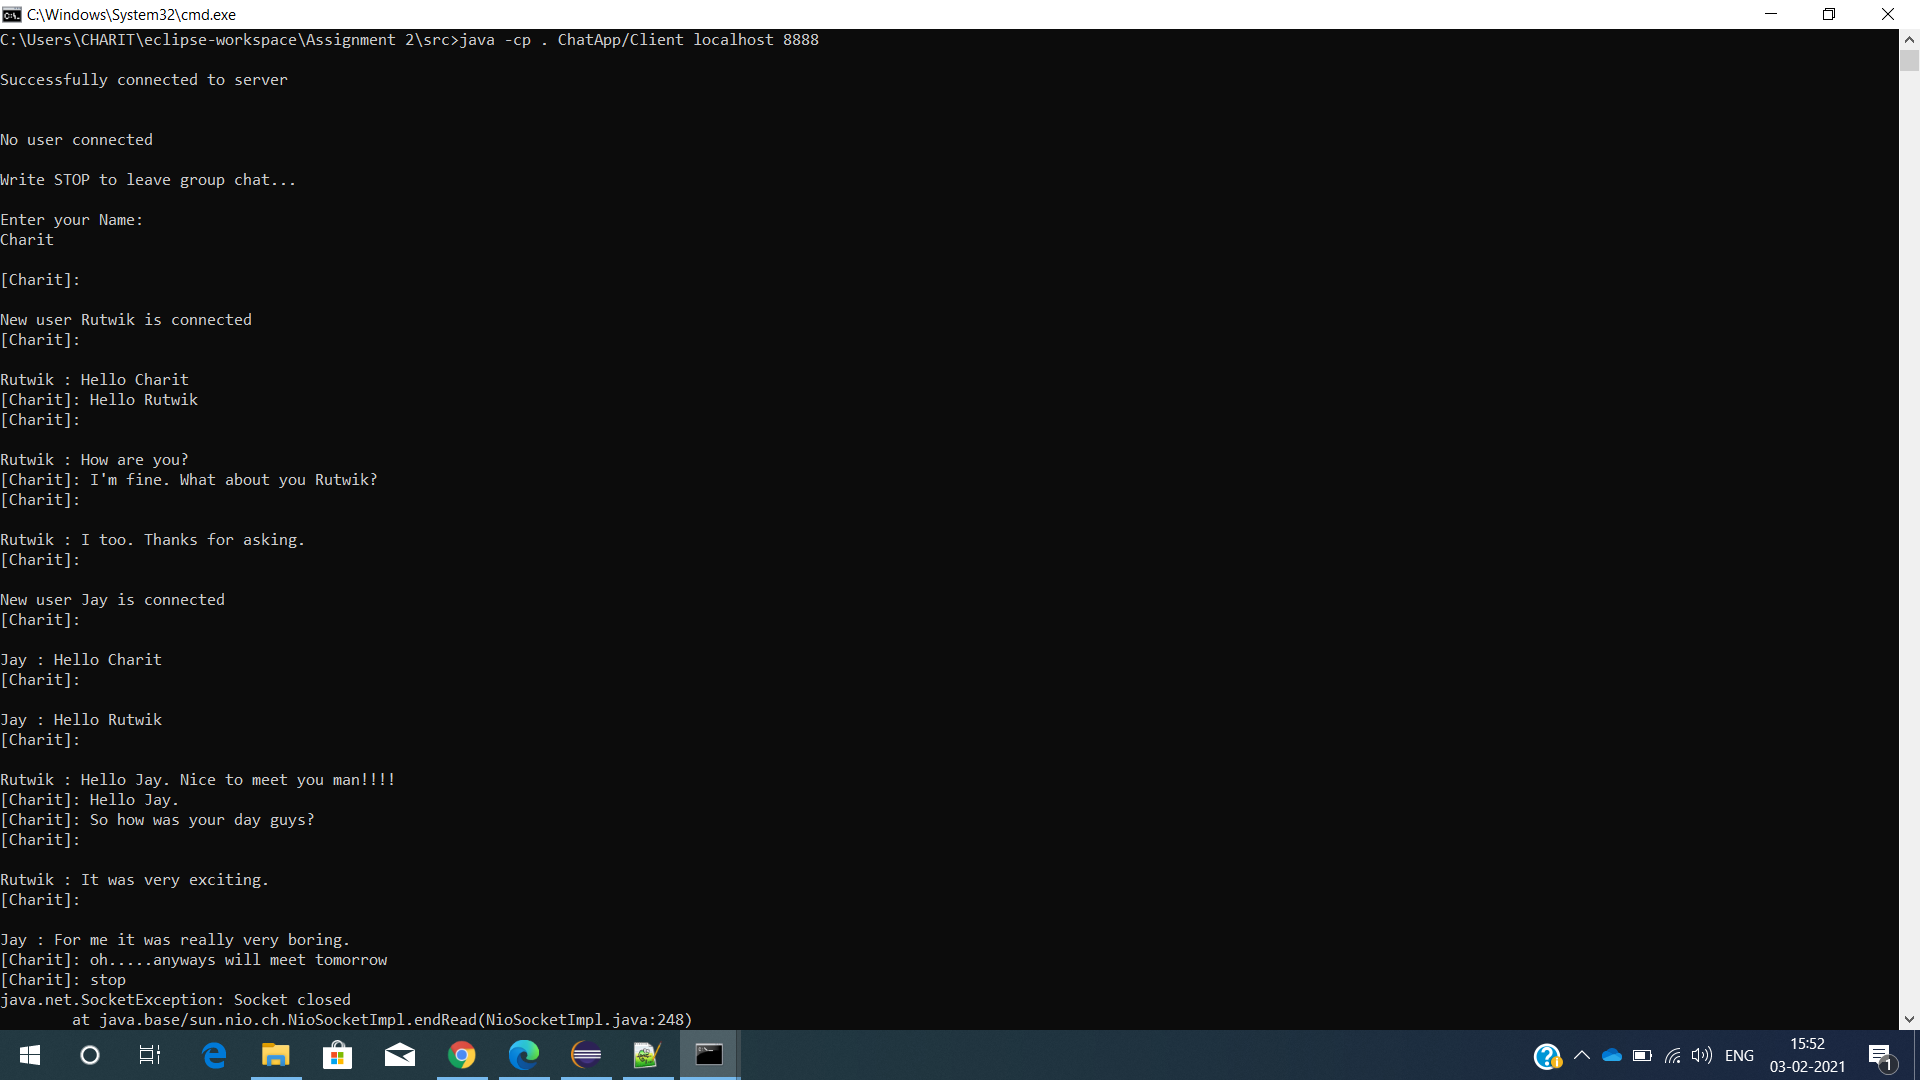 C:\Windows\System32\cmd.exe
C:\Users\CHARIT\eclipse-workspace\Assignment 2\src>java -cp . ChatApp/Client localhost 8888
Successfully connected to server
No user connected
Write STOP to leave group chat...
Enter your Name:
Charit
[Charit]:
New user Rutwik is connected
[Charit]:
Rutwik : Hello Charit
[Charit]: Hello Rutwik
[Charit]:
Rutwik : How are you?
[Charit]: I'm fine. What about you Rutwik?
[Charit]:
Rutwik : I too. Thanks for asking.
[Charit]:
New user Jay is connected
[Charit]:
Jay : Hello Charit
[Charit]:
Jay : Hello Rutwik
[Charit]:
Rutwik : Hello Jay. Nice to meet you man!!!!
[Charit]: Hello Jay.
[Charit]: So how was your day guys?
[Charit]:
Rutwik : It was very exciting.
[Charit]:
Jay : For me it was really very boring.
[Charit]: oh.....anyways will meet tomorrow
[Charit]: stop
java.net.SocketException: Socket closed
at java.base/sun.nio.ch.NioSocketImpl.endRead(NioSocketImpl.java:248)
ENG
15:52
03-02-2021
1